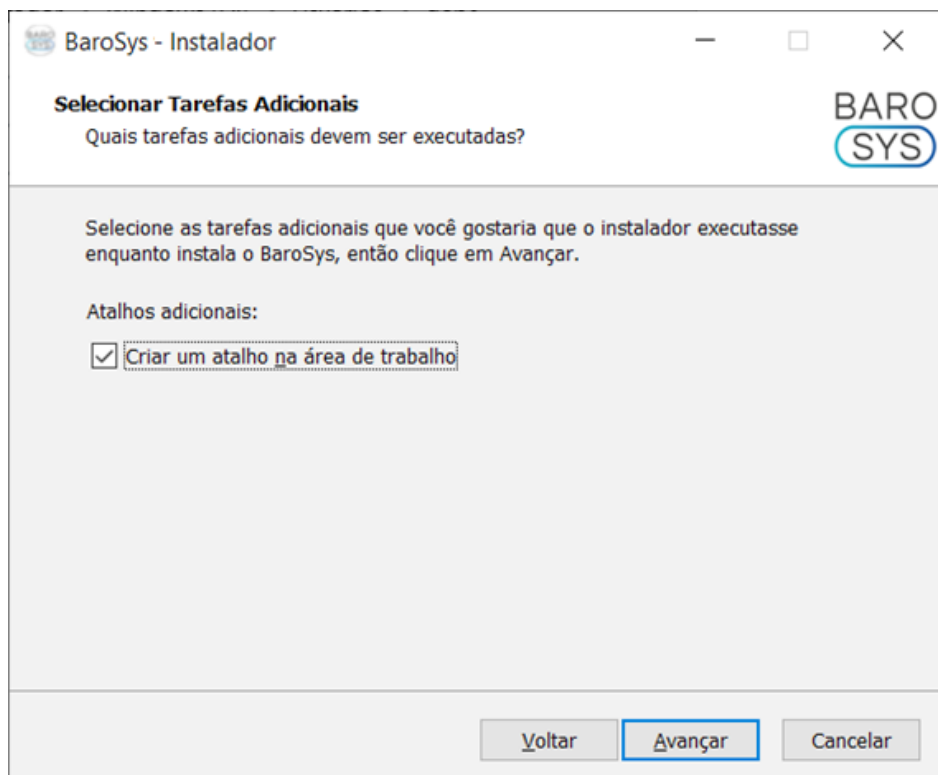 BaroSys - Instalador
Selecionar Tarefas Adicionais
Quais tarefas adicionais devem ser executadas?
BARO
SYS
Selecione as tarefas adicionais que você gostaria que o instalador executasse
enquanto instala o BaroSys, então clique em Avançar.
Atalhos adicionais:
Criar um atalho na área de trabalho
Voltar
Avançar
Cancelar